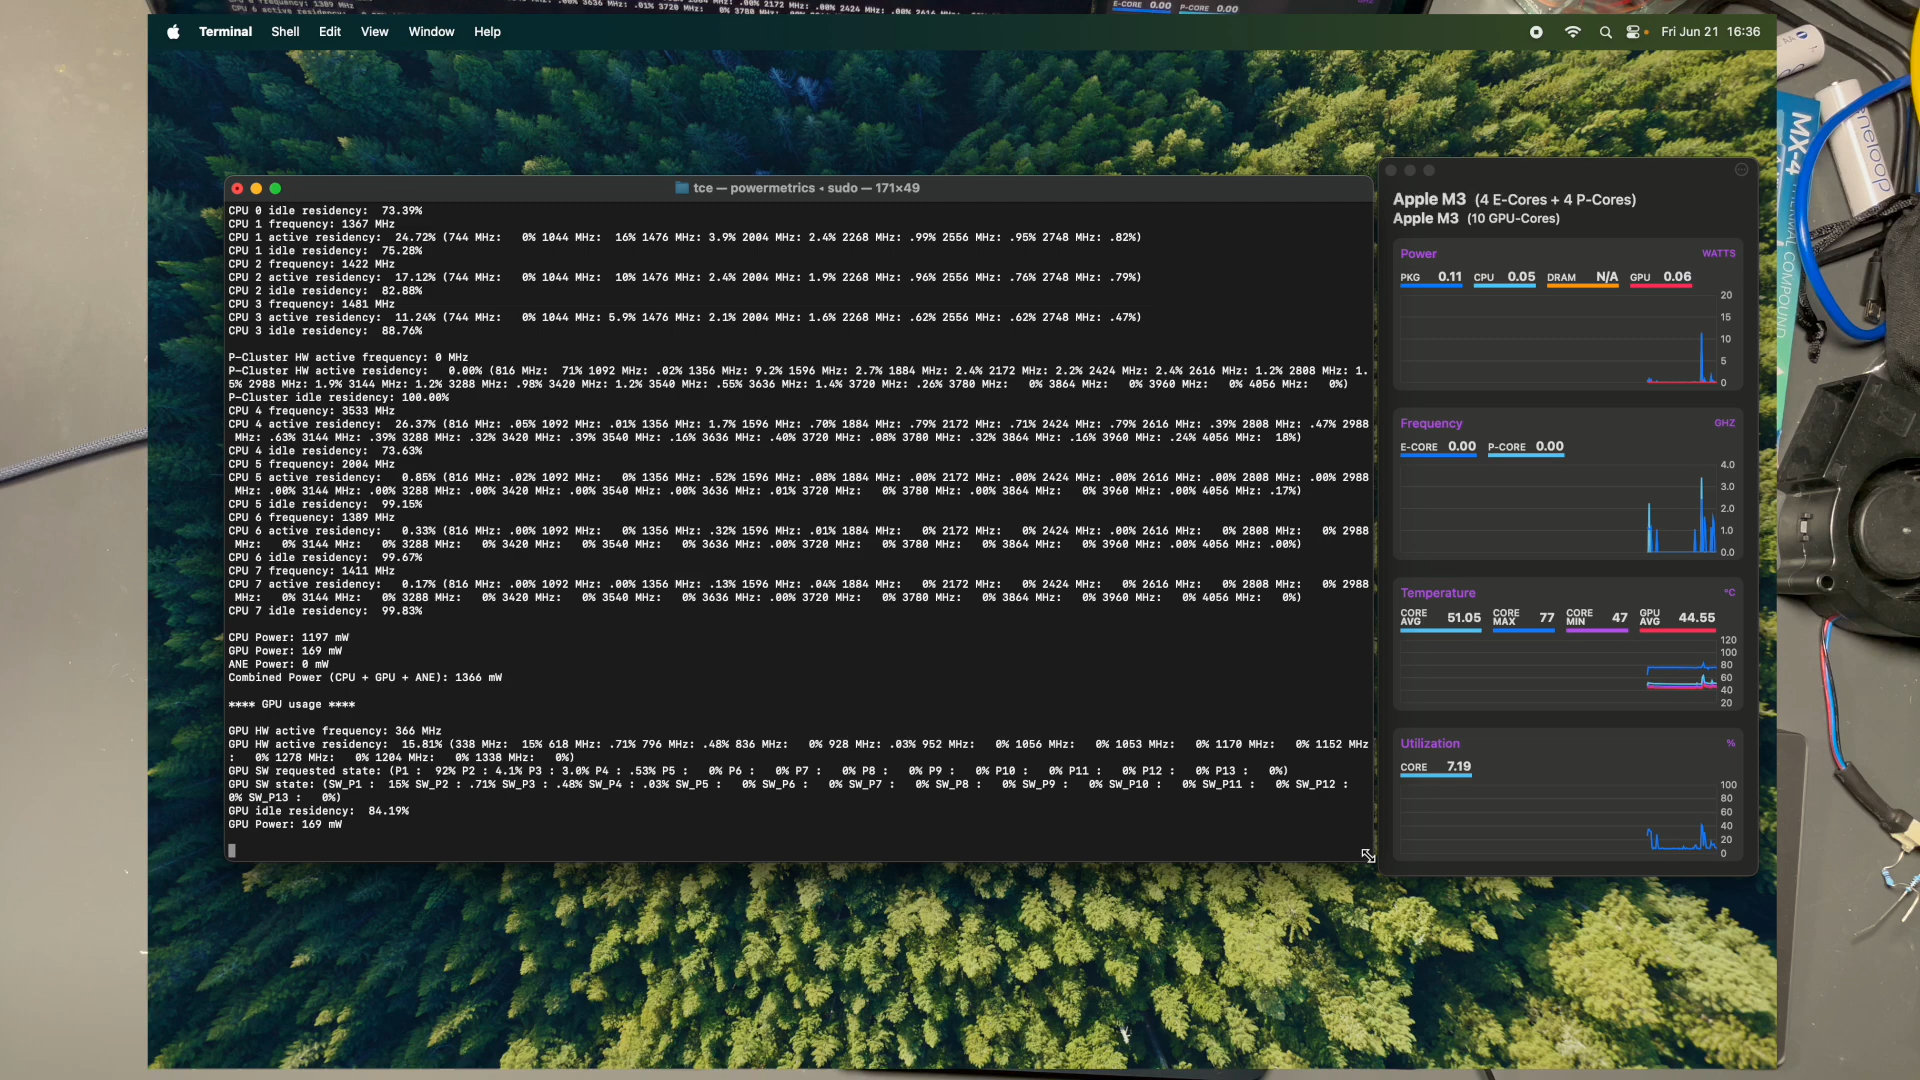 Terminal Shell Edit View Window Help Fri Jun 21 16:36
tce — powermetrics ◂ sudo — 171×49
CPU 0 idle residency: 73.39%
CPU 1 frequency: 1367 MHz
CPU 1 active residency: 24.72% (744 MHz: 0% 1044 MHz: 16% 1476 MHz: 3.9% 2004 MHz: 2.4% 2268 MHz: .99% 2556 MHz: .95% 2748 MHz: .82%)
CPU 1 idle residency: 75.28%
CPU 2 frequency: 1422 MHz
CPU 2 active residency: 17.12% (744 MHz: 0% 1044 MHz: 10% 1476 MHz: 2.4% 2004 MHz: 1.9% 2268 MHz: .96% 2556 MHz: .76% 2748 MHz: .79%)
CPU 2 idle residency: 82.88%
CPU 3 frequency: 1481 MHz
CPU 3 active residency: 11.24% (744 MHz: 0% 1044 MHz: 5.9% 1476 MHz: 2.1% 2004 MHz: 1.6% 2268 MHz: .62% 2556 MHz: .62% 2748 MHz: .47%)
CPU 3 idle residency: 88.76%
P-Cluster HW active frequency: 0 MHz
P-Cluster HW active residency: 0.00% (816 MHz: 71% 1092 MHz: .02% 1356 MHz: 9.2% 1596 MHz: 2.7% 1884 MHz: 2.4% 2172 MHz: 2.2% 2424 MHz: 2.4% 2616 MHz: 1.2% 2808 MHz: 1.
5% 2988 MHz: 1.9% 3144 MHz: 1.2% 3288 MHz: .98% 3420 MHz: 1.2% 3540 MHz: .55% 3636 MHz: 1.4% 3720 MHz: .26% 3780 MHz: 0% 3864 MHz: 0% 3960 MHz: 0% 4056 MHz: 0%)
P-Cluster idle residency: 100.00%
CPU 4 frequency: 3533 MHz
CPU 4 active residency: 26.37% (816 MHz: .05% 1092 MHz: .01% 1356 MHz: 1.7% 1596 MHz: .70% 1884 MHz: .79% 2172 MHz: .71% 2424 MHz: .79% 2616 MHz: .39% 2808 MHz: .47% 2988
MHz: .63% 3144 MHz: .39% 3288 MHz: .32% 3420 MHz: .39% 3540 MHz: .16% 3636 MHz: .40% 3720 MHz: .08% 3780 MHz: .32% 3864 MHz: .16% 3960 MHz: .24% 4056 MHz: 18%)
CPU 4 idle residency: 73.63%
CPU 5 frequency: 2004 MHz
CPU 5 active residency: 0.85% (816 MHz: .02% 1092 MHz: 0% 1356 MHz: .52% 1596 MHz: .08% 1884 MHz: .00% 2172 MHz: .00% 2424 MHz: .00% 2616 MHz: .00% 2808 MHz: .00% 2988
MHz: .00% 3144 MHz: .00% 3288 MHz: .00% 3420 MHz: .00% 3540 MHz: .00% 3636 MHz: .01% 3720 MHz: 0% 3780 MHz: .00% 3864 MHz: 0% 3960 MHz: .00% 4056 MHz: .17%)
CPU 5 idle residency: 99.15%
CPU 6 frequency: 1389 MHz
CPU 6 active residency: 0.33% (816 MHz: .00% 1092 MHz: 0% 1356 MHz: .32% 1596 MHz: .01% 1884 MHz: 0% 2172 MHz: 0% 2424 MHz: .00% 2616 MHz: 0% 2808 MHz: 0% 2988
MHz: 0% 3144 MHz: 0% 3288 MHz: 0% 3420 MHz: 0% 3540 MHz: 0% 3636 MHz: .00% 3720 MHz: 0% 3780 MHz: 0% 3864 MHz: 0% 3960 MHz: .00% 4056 MHz: .00%)
CPU 6 idle residency: 99.67%
CPU 7 frequency: 1411 MHz
CPU 7 active residency: 0.17% (816 MHz: .00% 1092 MHz: .00% 1356 MHz: .13% 1596 MHz: .04% 1884 MHz: 0% 2172 MHz: 0% 2424 MHz: 0% 2616 MHz: 0% 2808 MHz: 0% 2988
MHz: 0% 3144 MHz: 0% 3288 MHz: 0% 3420 MHz: 0% 3540 MHz: 0% 3636 MHz: .00% 3720 MHz: 0% 3780 MHz: 0% 3864 MHz: 0% 3960 MHz: 0% 4056 MHz: 0%)
CPU 7 idle residency: 99.83%
CPU Power: 1197 mW
GPU Power: 169 mW
ANE Power: 0 mW
Combined Power (CPU + GPU + ANE): 1366 mW
**** GPU usage ****
GPU HW active frequency: 366 MHz
GPU HW active residency: 15.81% (338 MHz: 15% 618 MHz: .71% 796 MHz: .48% 836 MHz: 0% 928 MHz: .03% 952 MHz: 0% 1056 MHz: 0% 1053 MHz: 0% 1170 MHz: 0% 1152 MHz
: 0% 1278 MHz: 0% 1204 MHz: 0% 1338 MHz: 0%)
GPU SW requested state: (P1 : 92% P2 : 4.1% P3 : 3.0% P4 : .53% P5 : 0% P6 : 0% P7 : 0% P8 : 0% P9 : 0% P10 : 0% P11 : 0% P12 : 0% P13 : 0%)
GPU SW state: (SW_P1 : 15% SW_P2 : .71% SW_P3 : .48% SW_P4 : .03% SW_P5 : 0% SW_P6 : 0% SW_P7 : 0% SW_P8 : 0% SW_P9 : 0% SW_P10 : 0% SW_P11 : 0% SW_P12 :
0% SW_P13 : 0%)
GPU idle residency: 84.19%
GPU Power: 169 mW
Apple M3 (4 E-Cores + 4 P-Cores)
Apple M3 (10 GPU-Cores)
Power WATTS
PKG 0.11 CPU 0.05 DRAM N/A GPU 0.06
20
15
10
5
0
Frequency GHZ
E-CORE 0.00 P-CORE 0.00
4.0
3.0
2.0
1.0
0.0
Temperature °C
CORE AVG 51.05 CORE MAX 77 CORE MIN 47 GPU AVG 44.55
120
100
80
60
40
20
Utilization %
CORE 7.19
100
80
60
40
20
0
E-CORE 0.00 P-CORE 0.00
eneloop
MX-4
COMPOUND